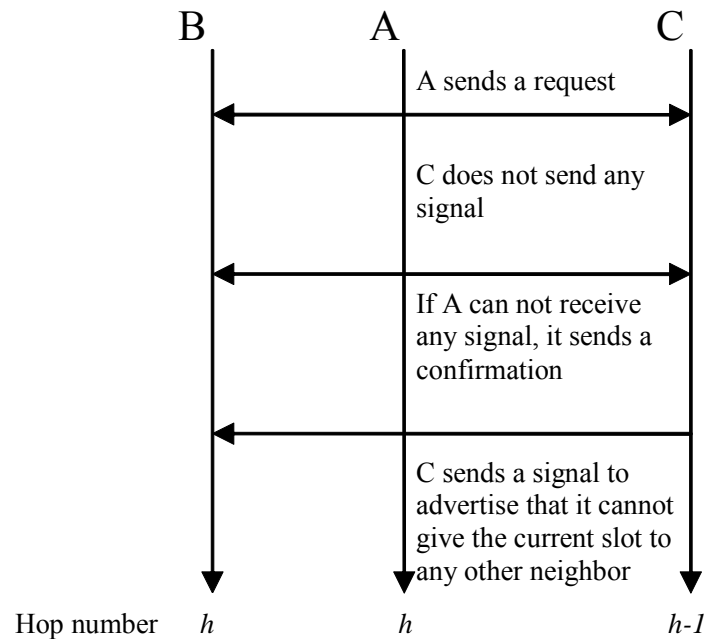 B A C
A sends a request
C does not send any
signal
If A can not receive
any signal, it sends a
confirmation
C sends a signal to
advertise that it cannot
give the current slot to
any other neighbor
Hop number h h h-1